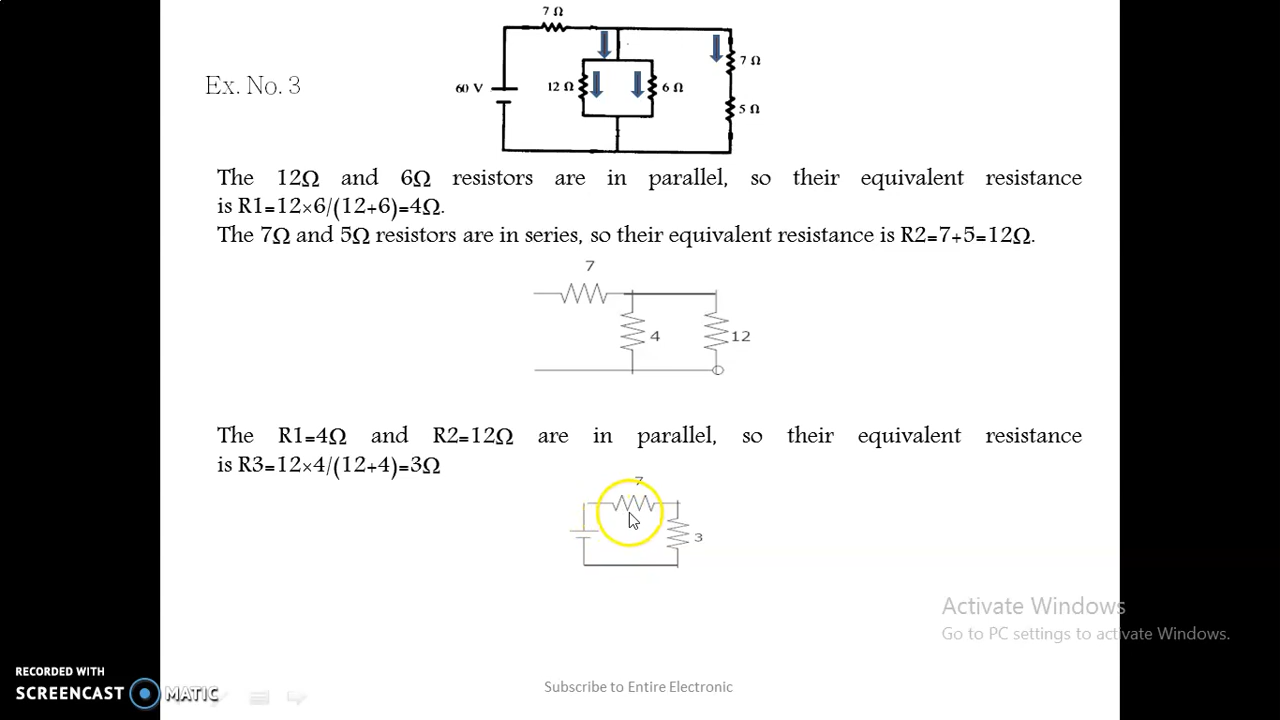 7 Ω
Ex. No. 3
60 V
12 Ω
6 Ω
7 Ω
5 Ω
The 12Ω and 6Ω resistors are in parallel, so their equivalent resistance
is R1=12×6/(12+6)=4Ω.
The 7Ω and 5Ω resistors are in series, so their equivalent resistance is R2=7+5=12Ω.
7
4
12
The R1=4Ω and R2=12Ω are in parallel, so their equivalent resistance
is R3=12×4/(12+4)=3Ω
7
3
Activate Windows
Go to PC settings to activate Windows.
RECORDED WITH
SCREENCAST MATIC
Subscribe to Entire Electronic